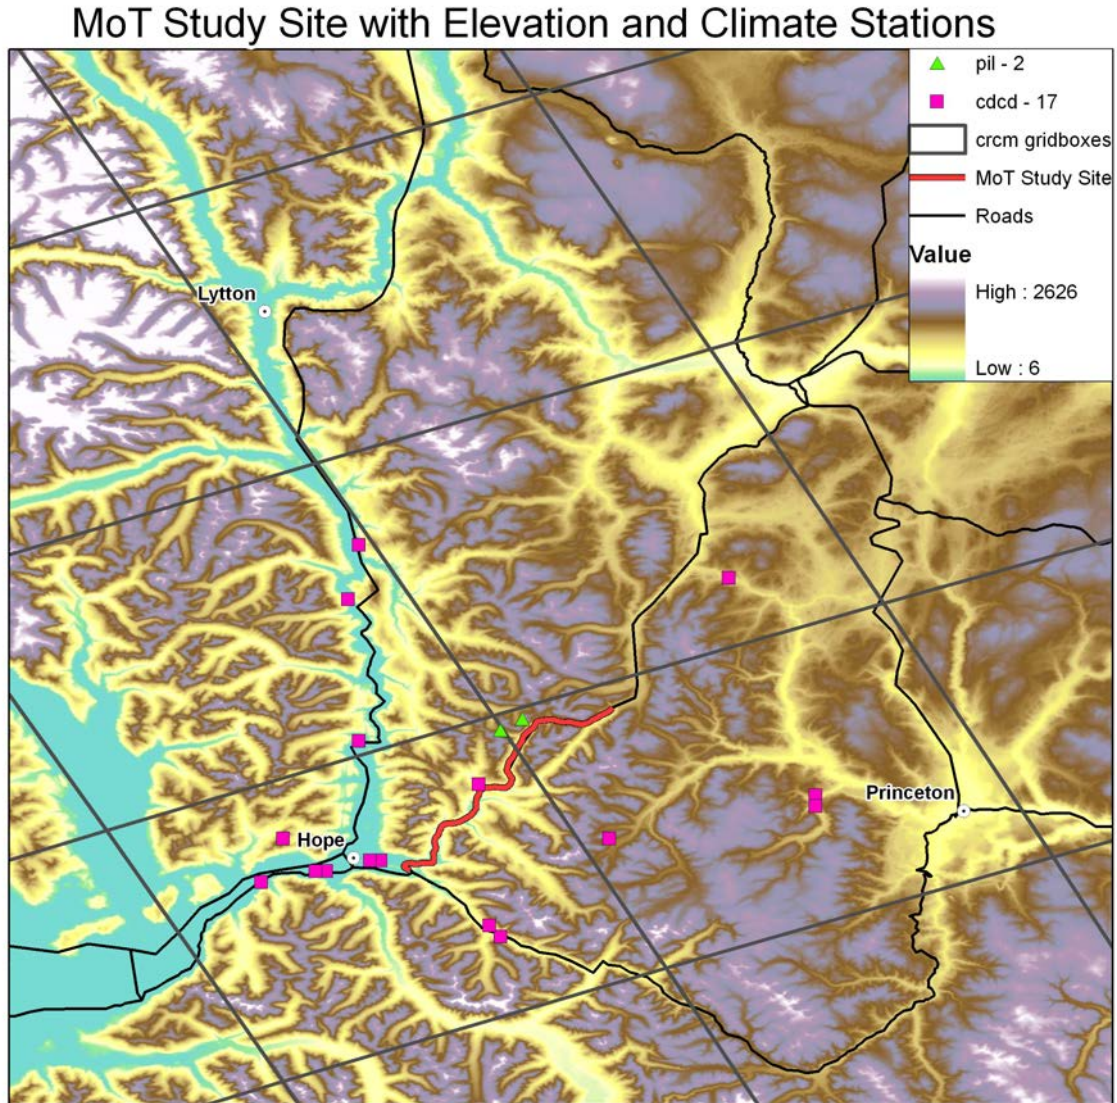 MoT Study Site with Elevation and Climate Stations
pil - 2
cdcd - 17
crcm gridboxes
MoT Study Site
Roads
Value
High : 2626
Low : 6
Lytton
Princeton
Hope